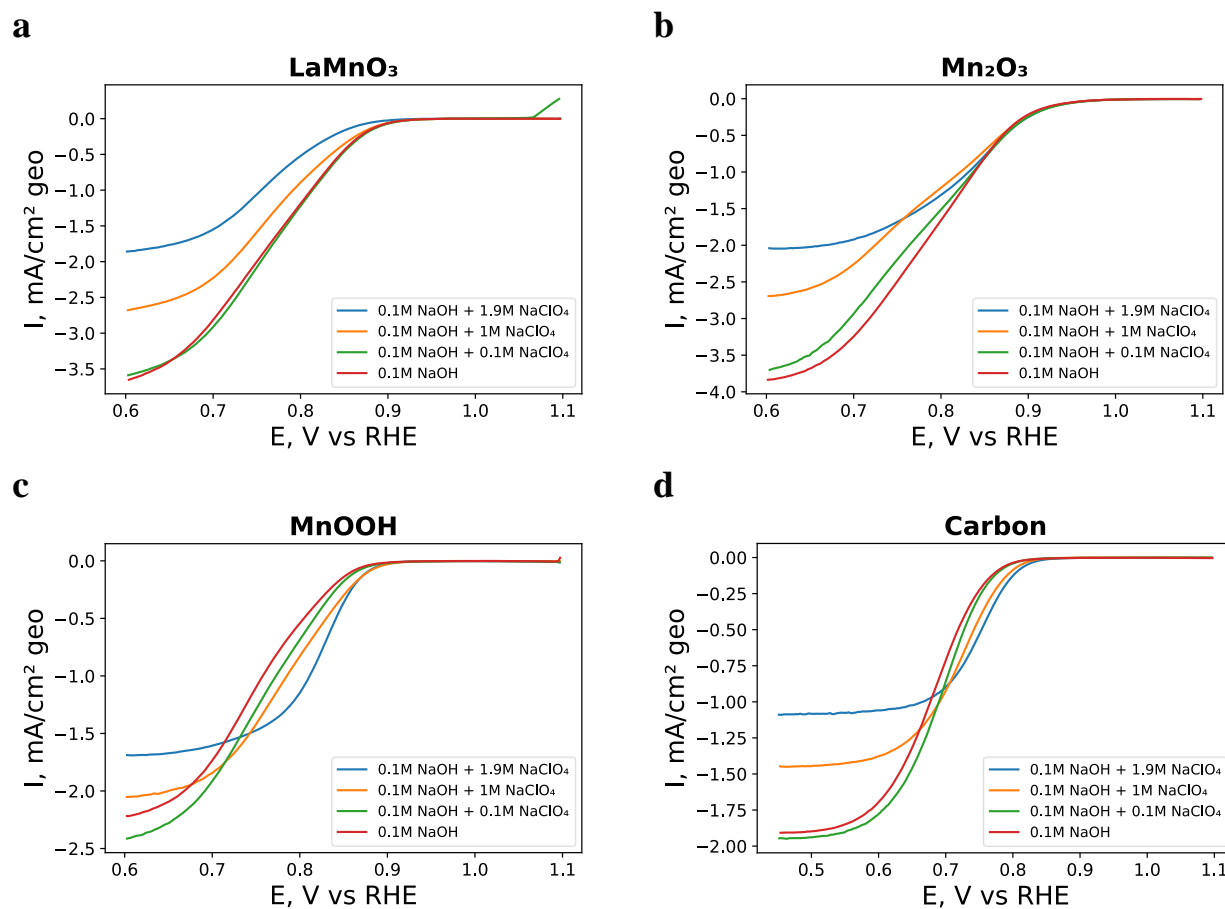 a
LaMnO₃
0.0
−0.5
−1.0
−1.5
−2.0
−2.5
−3.0
−3.5
I, mA/cm² geo
0.1M NaOH + 1.9M NaClO₄
0.1M NaOH + 1M NaClO₄
0.1M NaOH + 0.1M NaClO₄
0.1M NaOH
0.6 0.7 0.8 0.9 1.0 1.1
E, V vs RHE
b
Mn₂O₃
0.0
−0.5
−1.0
−1.5
−2.0
−2.5
−3.0
−3.5
−4.0
I, mA/cm² geo
0.1M NaOH + 1.9M NaClO₄
0.1M NaOH + 1M NaClO₄
0.1M NaOH + 0.1M NaClO₄
0.1M NaOH
0.6 0.7 0.8 0.9 1.0 1.1
E, V vs RHE
c
MnOOH
0.0
−0.5
−1.0
−1.5
−2.0
−2.5
I, mA/cm² geo
0.1M NaOH + 1.9M NaClO₄
0.1M NaOH + 1M NaClO₄
0.1M NaOH + 0.1M NaClO₄
0.1M NaOH
0.6 0.7 0.8 0.9 1.0 1.1
E, V vs RHE
d
Carbon
0.00
−0.25
−0.50
−0.75
−1.00
−1.25
−1.50
−1.75
−2.00
I, mA/cm² geo
0.1M NaOH + 1.9M NaClO₄
0.1M NaOH + 1M NaClO₄
0.1M NaOH + 0.1M NaClO₄
0.1M NaOH
0.5 0.6 0.7 0.8 0.9 1.0 1.1
E, V vs RHE